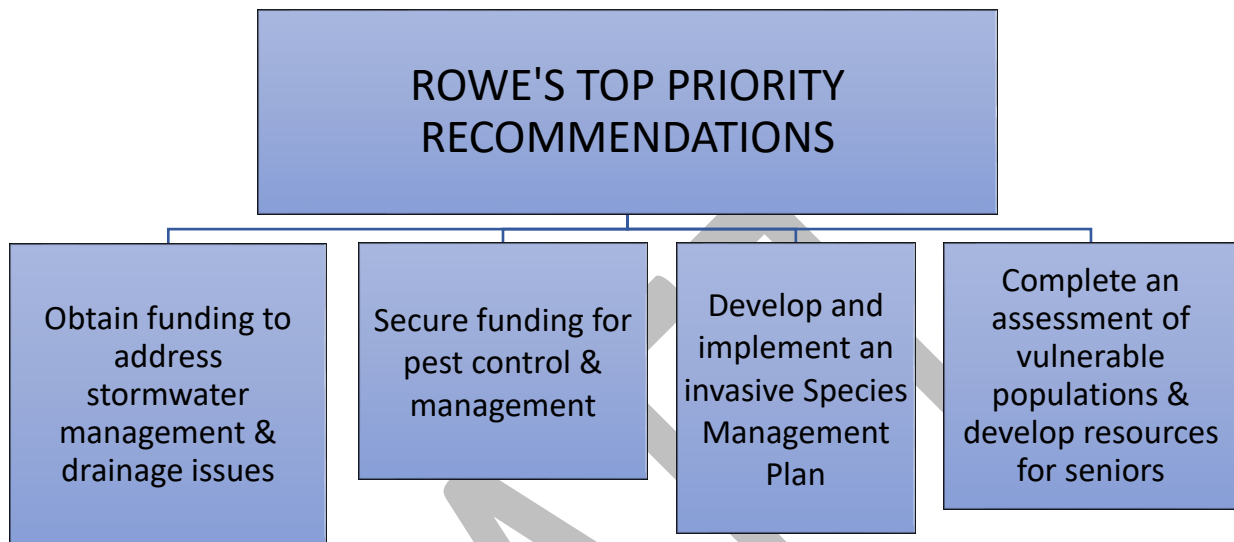 ROWE'S TOP PRIORITY
RECOMMENDATIONS
Obtain funding to
address
stormwater
management &
drainage issues
Secure funding for
pest control &
management
Develop and
implement an
invasive Species
Management
Plan
Complete an
assessment of
vulnerable
populations &
develop resources
for seniors